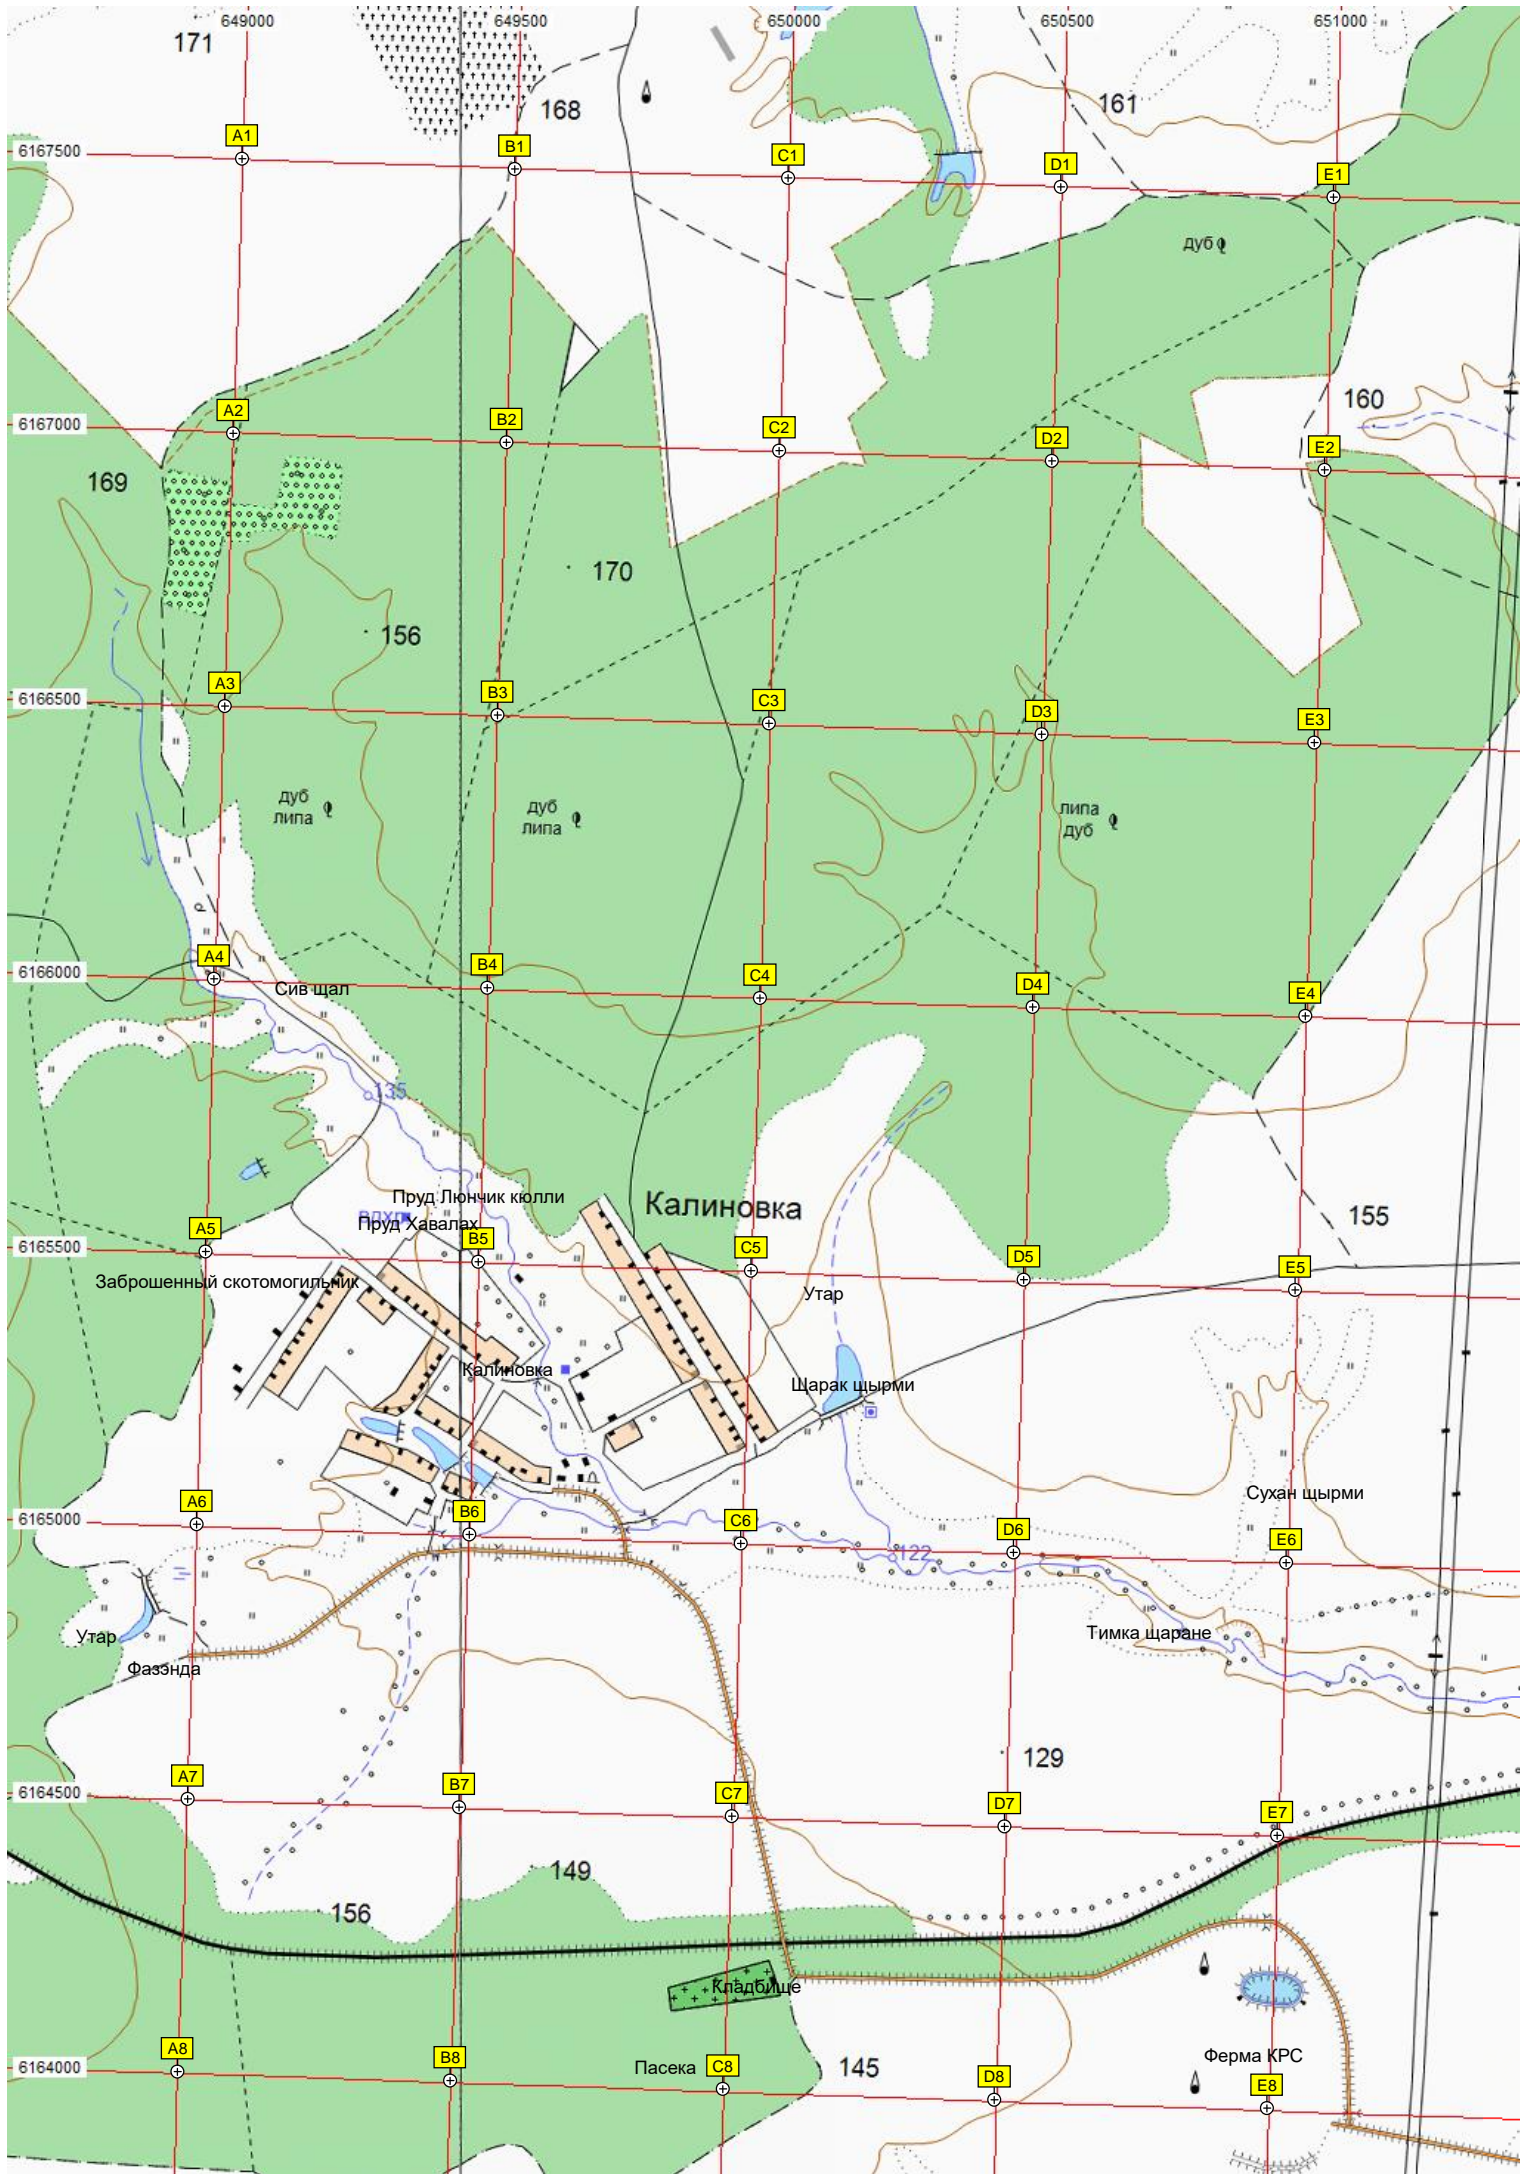 649000 649500 650000 650500 651000
171
168
161
6167500
A1 B1 C1 D1 E1
дуб
160
6167000
A2 B2 C2 D2 E2
169
170
156
6166500
A3 B3 C3 D3 E3
дуб
липа
дуб
липа
липа
дуб
6166000
A4 B4 C4 D4 E4
Сив щал
135
Пруд Люнчик кюлли
Калиновка
вдхр
Пруд Хавалах
155
6165500
A5 B5 C5 D5 E5
Заброшенный скотомогильник
Утар
Калиновка
Щарак щырми
Сухан щырми
6165000
A6 B6 C6 D6 E6
122
Утар
Тимка щаране
Фазэнда
129
6164500
A7 B7 C7 D7 E7
149
156
Кладбище
Ферма КРС
Пасека
145
6164000
A8 B8 C8 D8 E8